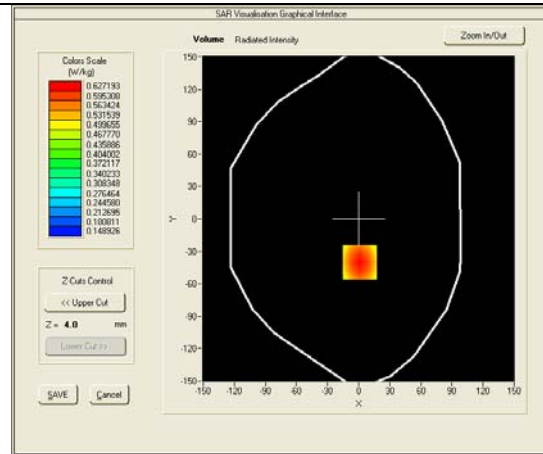 SAR Visualisation Graphical Interface
Volume Radiated Intensity
Zoom In/Out
Colors Scale
(W/kg)
0.627193
0.595308
0.563424
0.531539
0.499655
0.467770
0.435886
0.404002
0.372117
0.340233
0.308348
0.276464
0.244580
0.212695
0.180811
0.148926
Z Cuts Control
<< Upper Cut
Z = 4.0 mm
Lower Cut >>
SAVE Cancel
150
120
90
60
30
0
-30
-60
-90
-120
-150
Y
-150 -120 -90 -60 -30 0 30 60 90 120 150
X